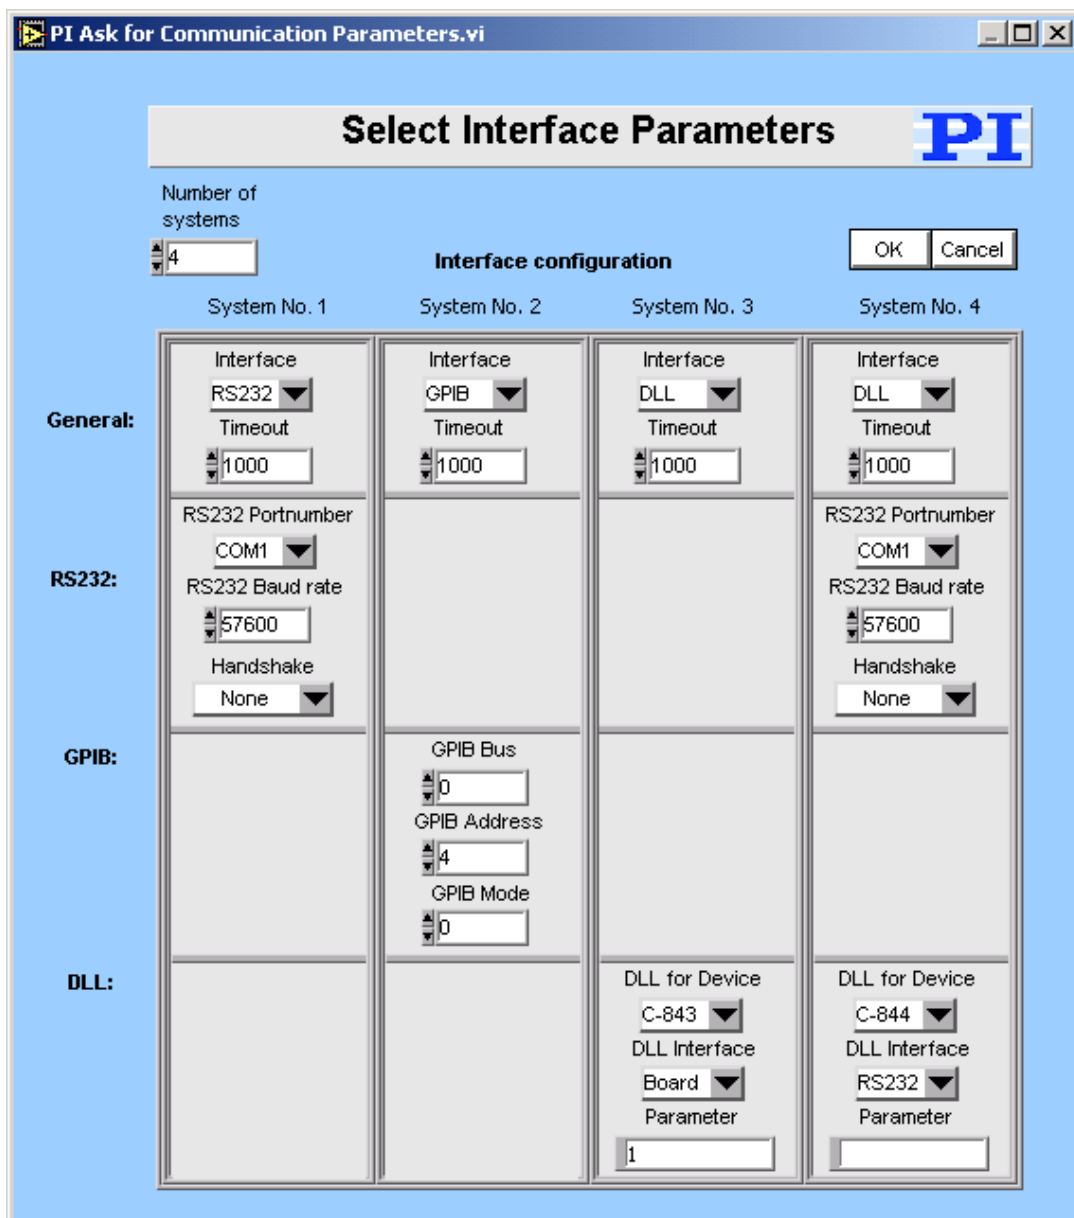 PI Ask for Communication Parameters.vi
Select Interface Parameters
PI
Number of
systems
4
Interface configuration
OK Cancel
System No. 1 System No. 2 System No. 3 System No. 4
Interface Interface Interface Interface
RS232 GPIB DLL DLL
General:
Timeout Timeout Timeout Timeout
1000 1000 1000 1000
RS232 Portnumber RS232 Portnumber
COM1 COM1
RS232:
RS232 Baud rate RS232 Baud rate
57600 57600
Handshake Handshake
None None
GPIB:
GPIB Bus
0
GPIB Address
4
GPIB Mode
0
DLL:
DLL for Device DLL for Device
C-843 C-844
DLL Interface DLL Interface
Board RS232
Parameter Parameter
1